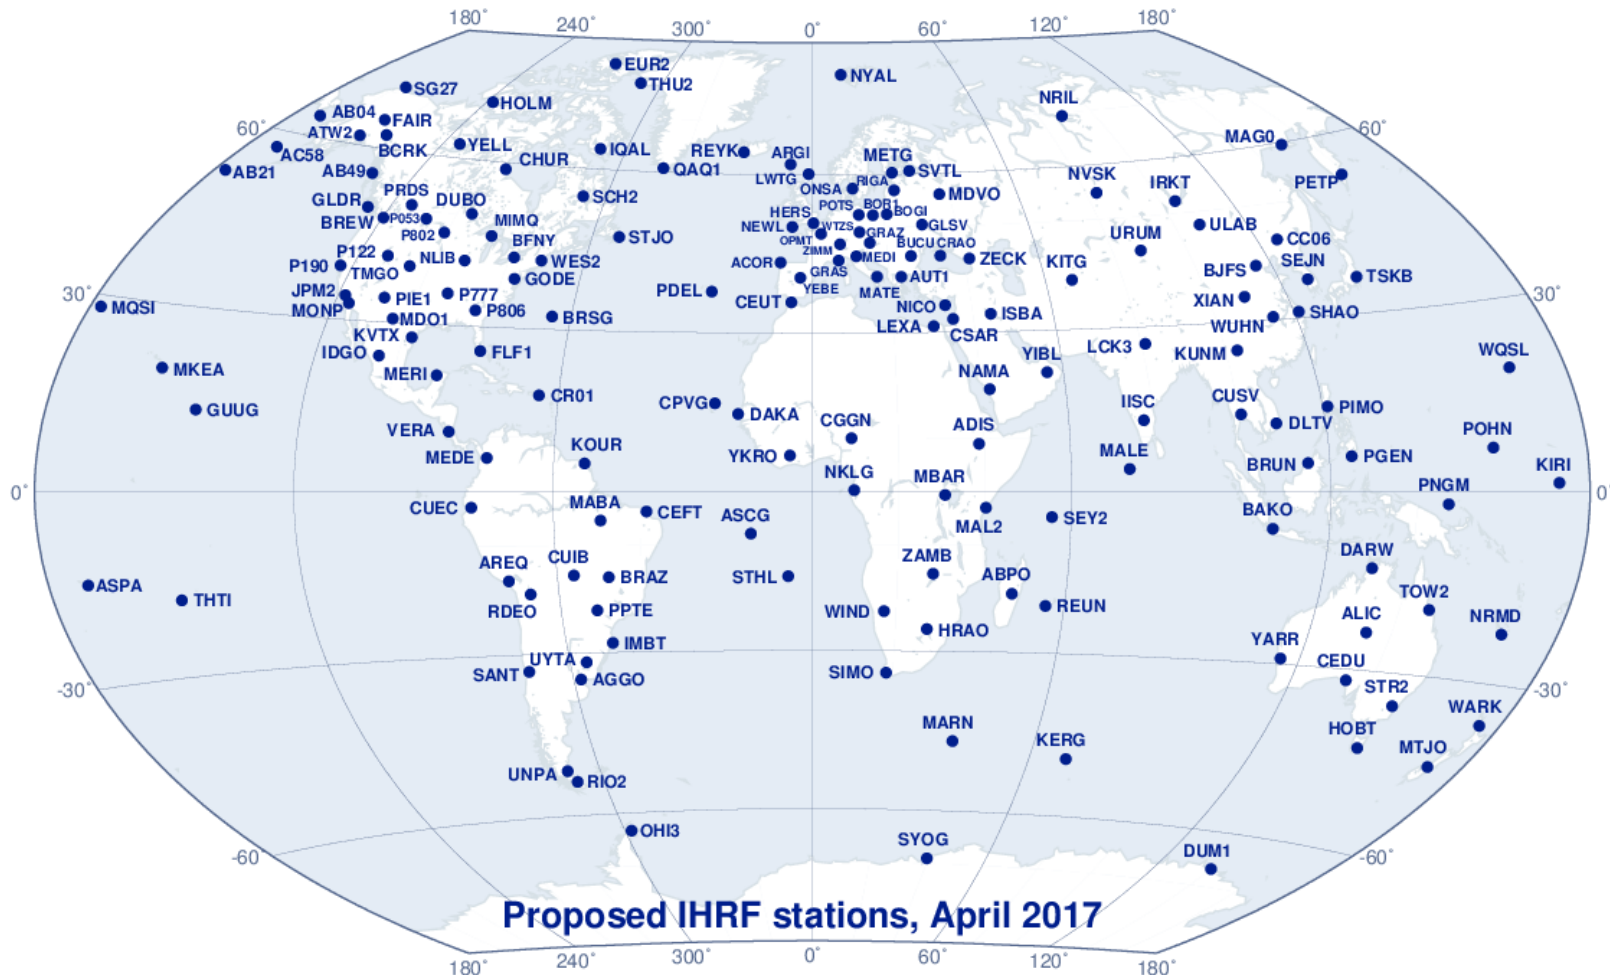 180°
240°
300°
0°
60°
120°
180°
EUR2
THU2
NYAL
SG27
HOLM
NRIL
AB04
FAIR
60°
ATW2
BCRK
YELL
CHUR
IQAL
REYK
ARGI
METG
MAG0
60°
AC58
AB21
AB49
QAQ1
LWTG
ONSA
RIGA
SVTL
NVSK
IRKT
PETP
PRDS
GLDR
DUBO
SCH2
MDVO
BREW
P053
MIMQ
HERS
POTS
BOR1
BOGI
P802
BFNY
STJO
NEWL
WTZS
GLSV
ULAB
OPMT
GRAZ
URUM
CC06
P122
NLIB
WES2
ZIMM
BUCU
CRAO
P190
TMGO
GODE
ACOR
GRAS
MEDI
ZECK
KITG
BJFS
SEJN
TSKB
AUT1
YEBE
MATE
JPM2
PIE1
P777
PDEL
CEUT
30°
30°
MQSI
MONP
MDO1
P806
BRSG
NICO
ISBA
XIAN
SHAO
KVTX
LEXA
CSAR
WUHN
IDGO
FLF1
LCK3
KUNM
WQSL
MKEA
MERI
YIBL
NAMA
GUUG
CR01
CPVG
DAKA
CGGN
ADIS
IISC
CUSV
DLTV
PIMO
VERA
POHN
MEDE
KOUR
YKRO
MALE
BRUN
PGEN
KIRI
NKLG
MBAR
PNGM
0°
0°
CUEC
MABA
CEFT
ASCG
MAL2
SEY2
BAKO
AREQ
CUIB
BRAZ
STHL
ZAMB
ABPO
DARW
ASPA
THTI
RDEO
PPTE
WIND
REUN
TOW2
ALIC
NRMD
IMBT
HRAO
YARR
UYTA
SANT
AGGO
SIMO
CEDU
-30°
-30°
STR2
MARN
KERG
HOBT
WARK
MTJO
UNPA
RIO2
OHI3
SYOG
DUM1
-60°
-60°
Proposed IHRF stations, April 2017
180°
240°
300°
0°
60°
120°
180°